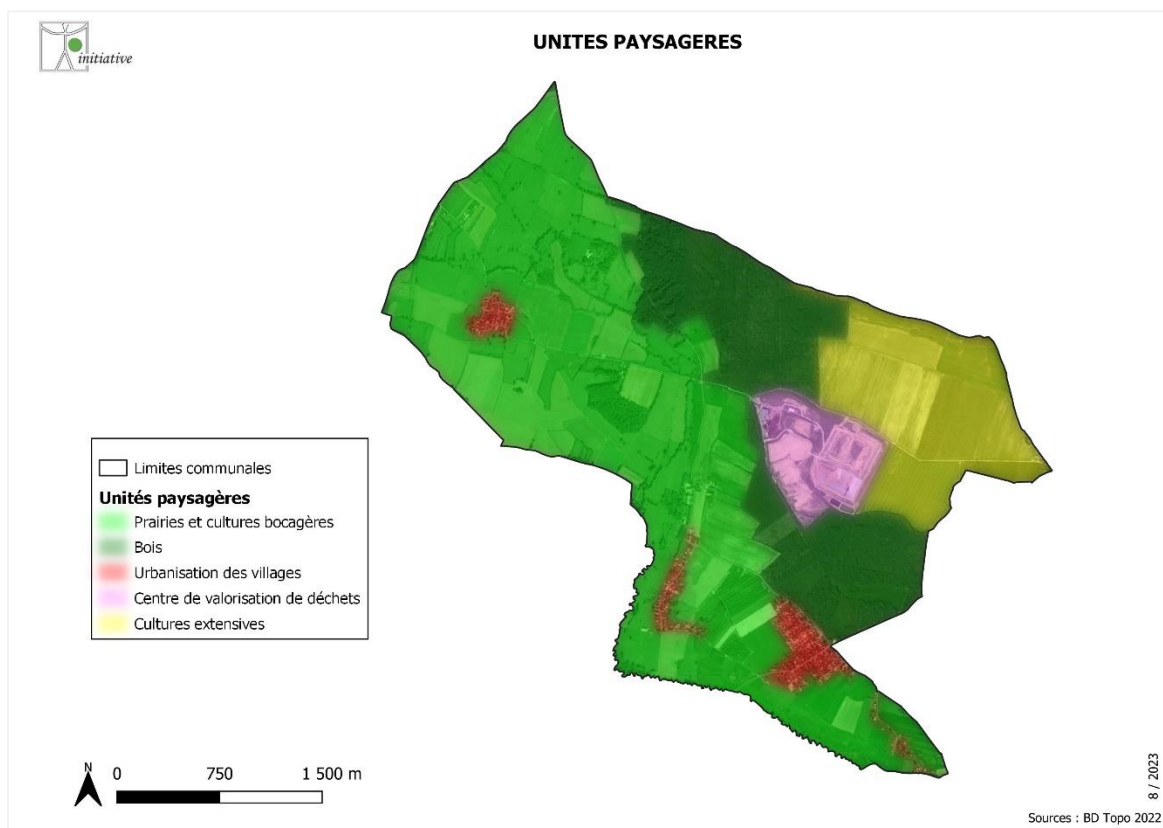 initiative
UNITES PAYSAGERES
Limites communales
Unités paysagères
Prairies et cultures bocagères
Bois
Urbanisation des villages
Centre de valorisation de déchets
Cultures extensives
N
0 750 1 500 m
8 / 2023
Sources : BD Topo 2022